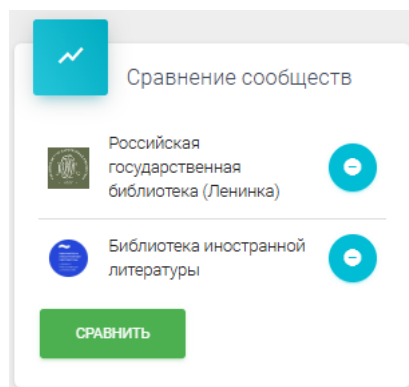 Сравнение сообществ
Российская
государственная
библиотека (Ленинка)
Библиотека иностранной
литературы
СРАВНИТЬ